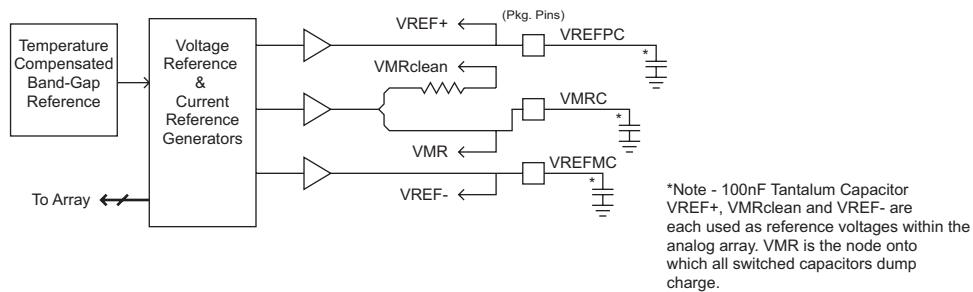 Temperature
Compensated
Band-Gap
Reference
Voltage
Reference
&
Current
Reference
Generators
To Array
VREF+
(Pkg. Pins)
VREFPC
*
VMRclean
VMRC
*
VMR
VREFMC
*
VREF-
*Note - 100nF Tantalum Capacitor
VREF+, VMRclean and VREF- are
each used as reference voltages within the
analog array. VMR is the node onto
which all switched capacitors dump
charge.